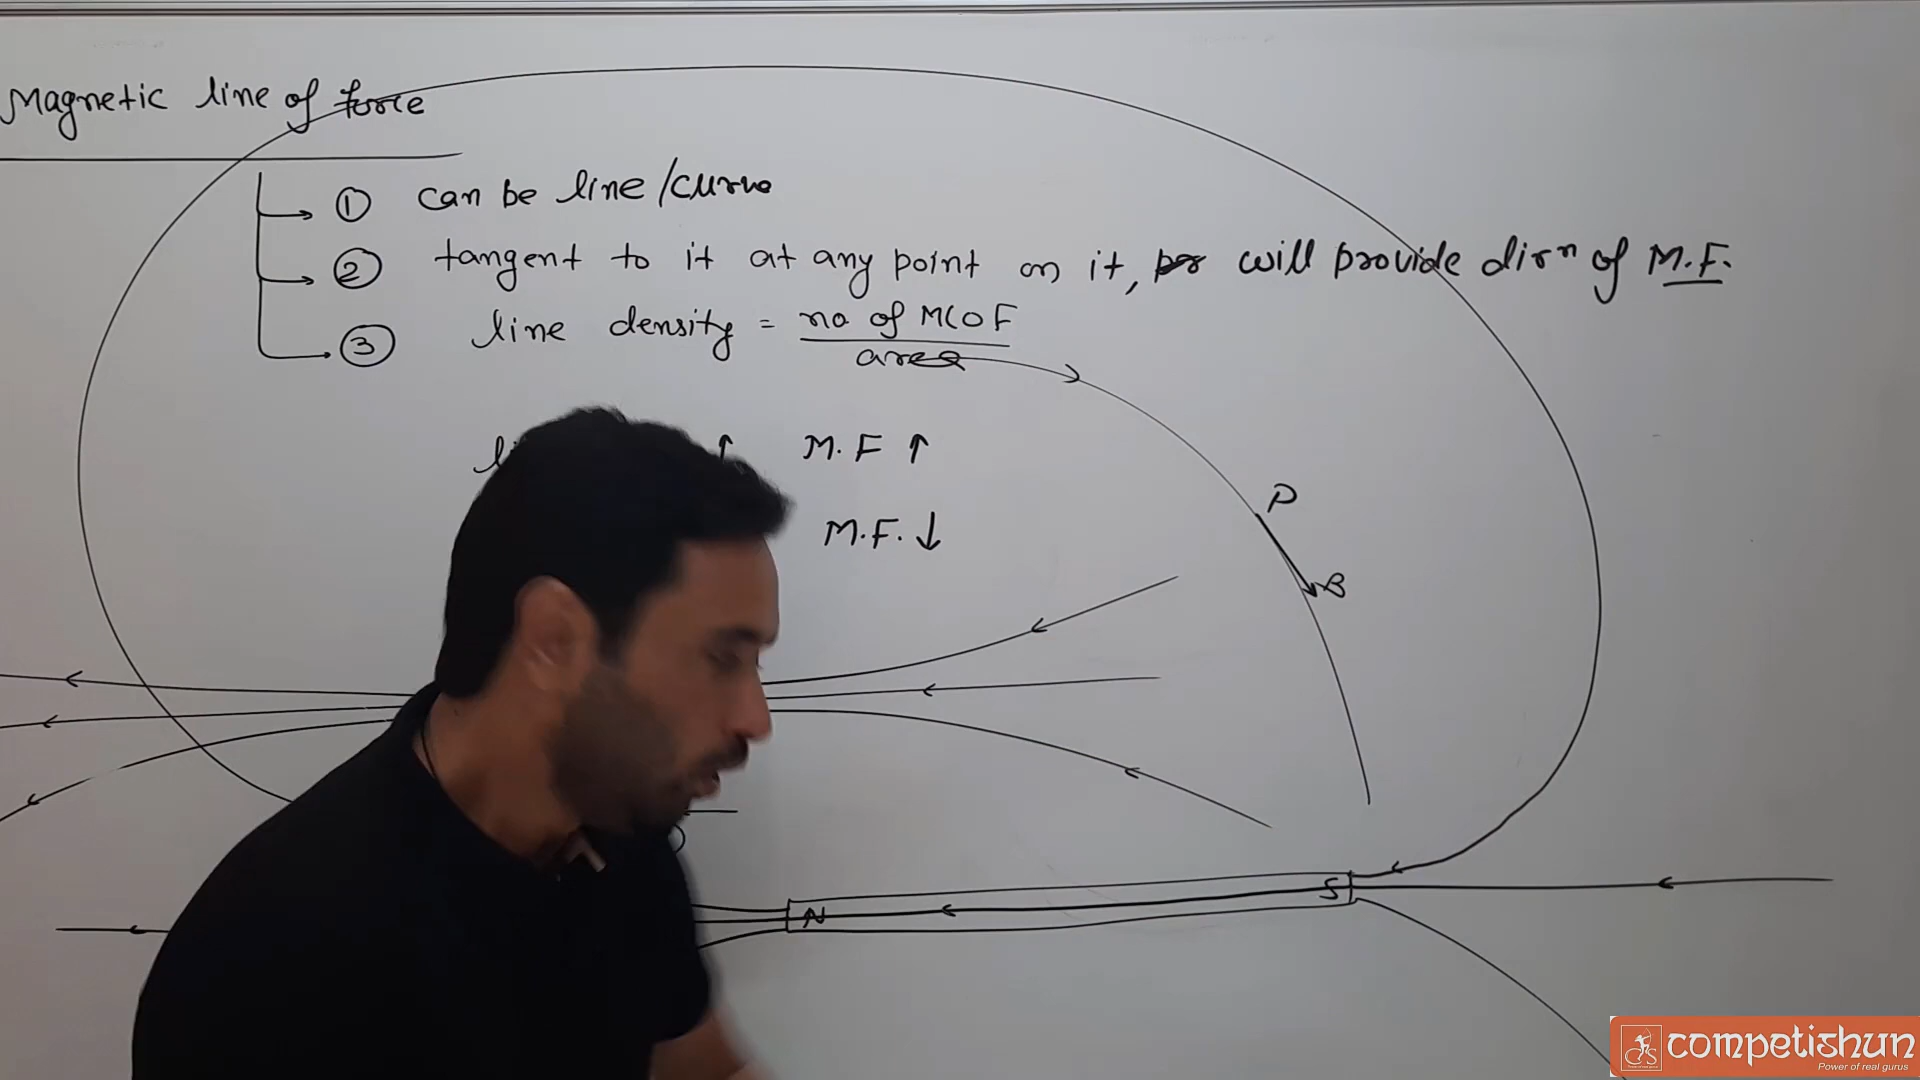 Magnetic line of force
① can be line/curve
② tangent to it at any point on it, will provide dirⁿ of M.F.
③ line density = no of MLOF
area
↑ M.F ↑
M.F. ↓
P
B
N
S
competishun
Power of real gurus